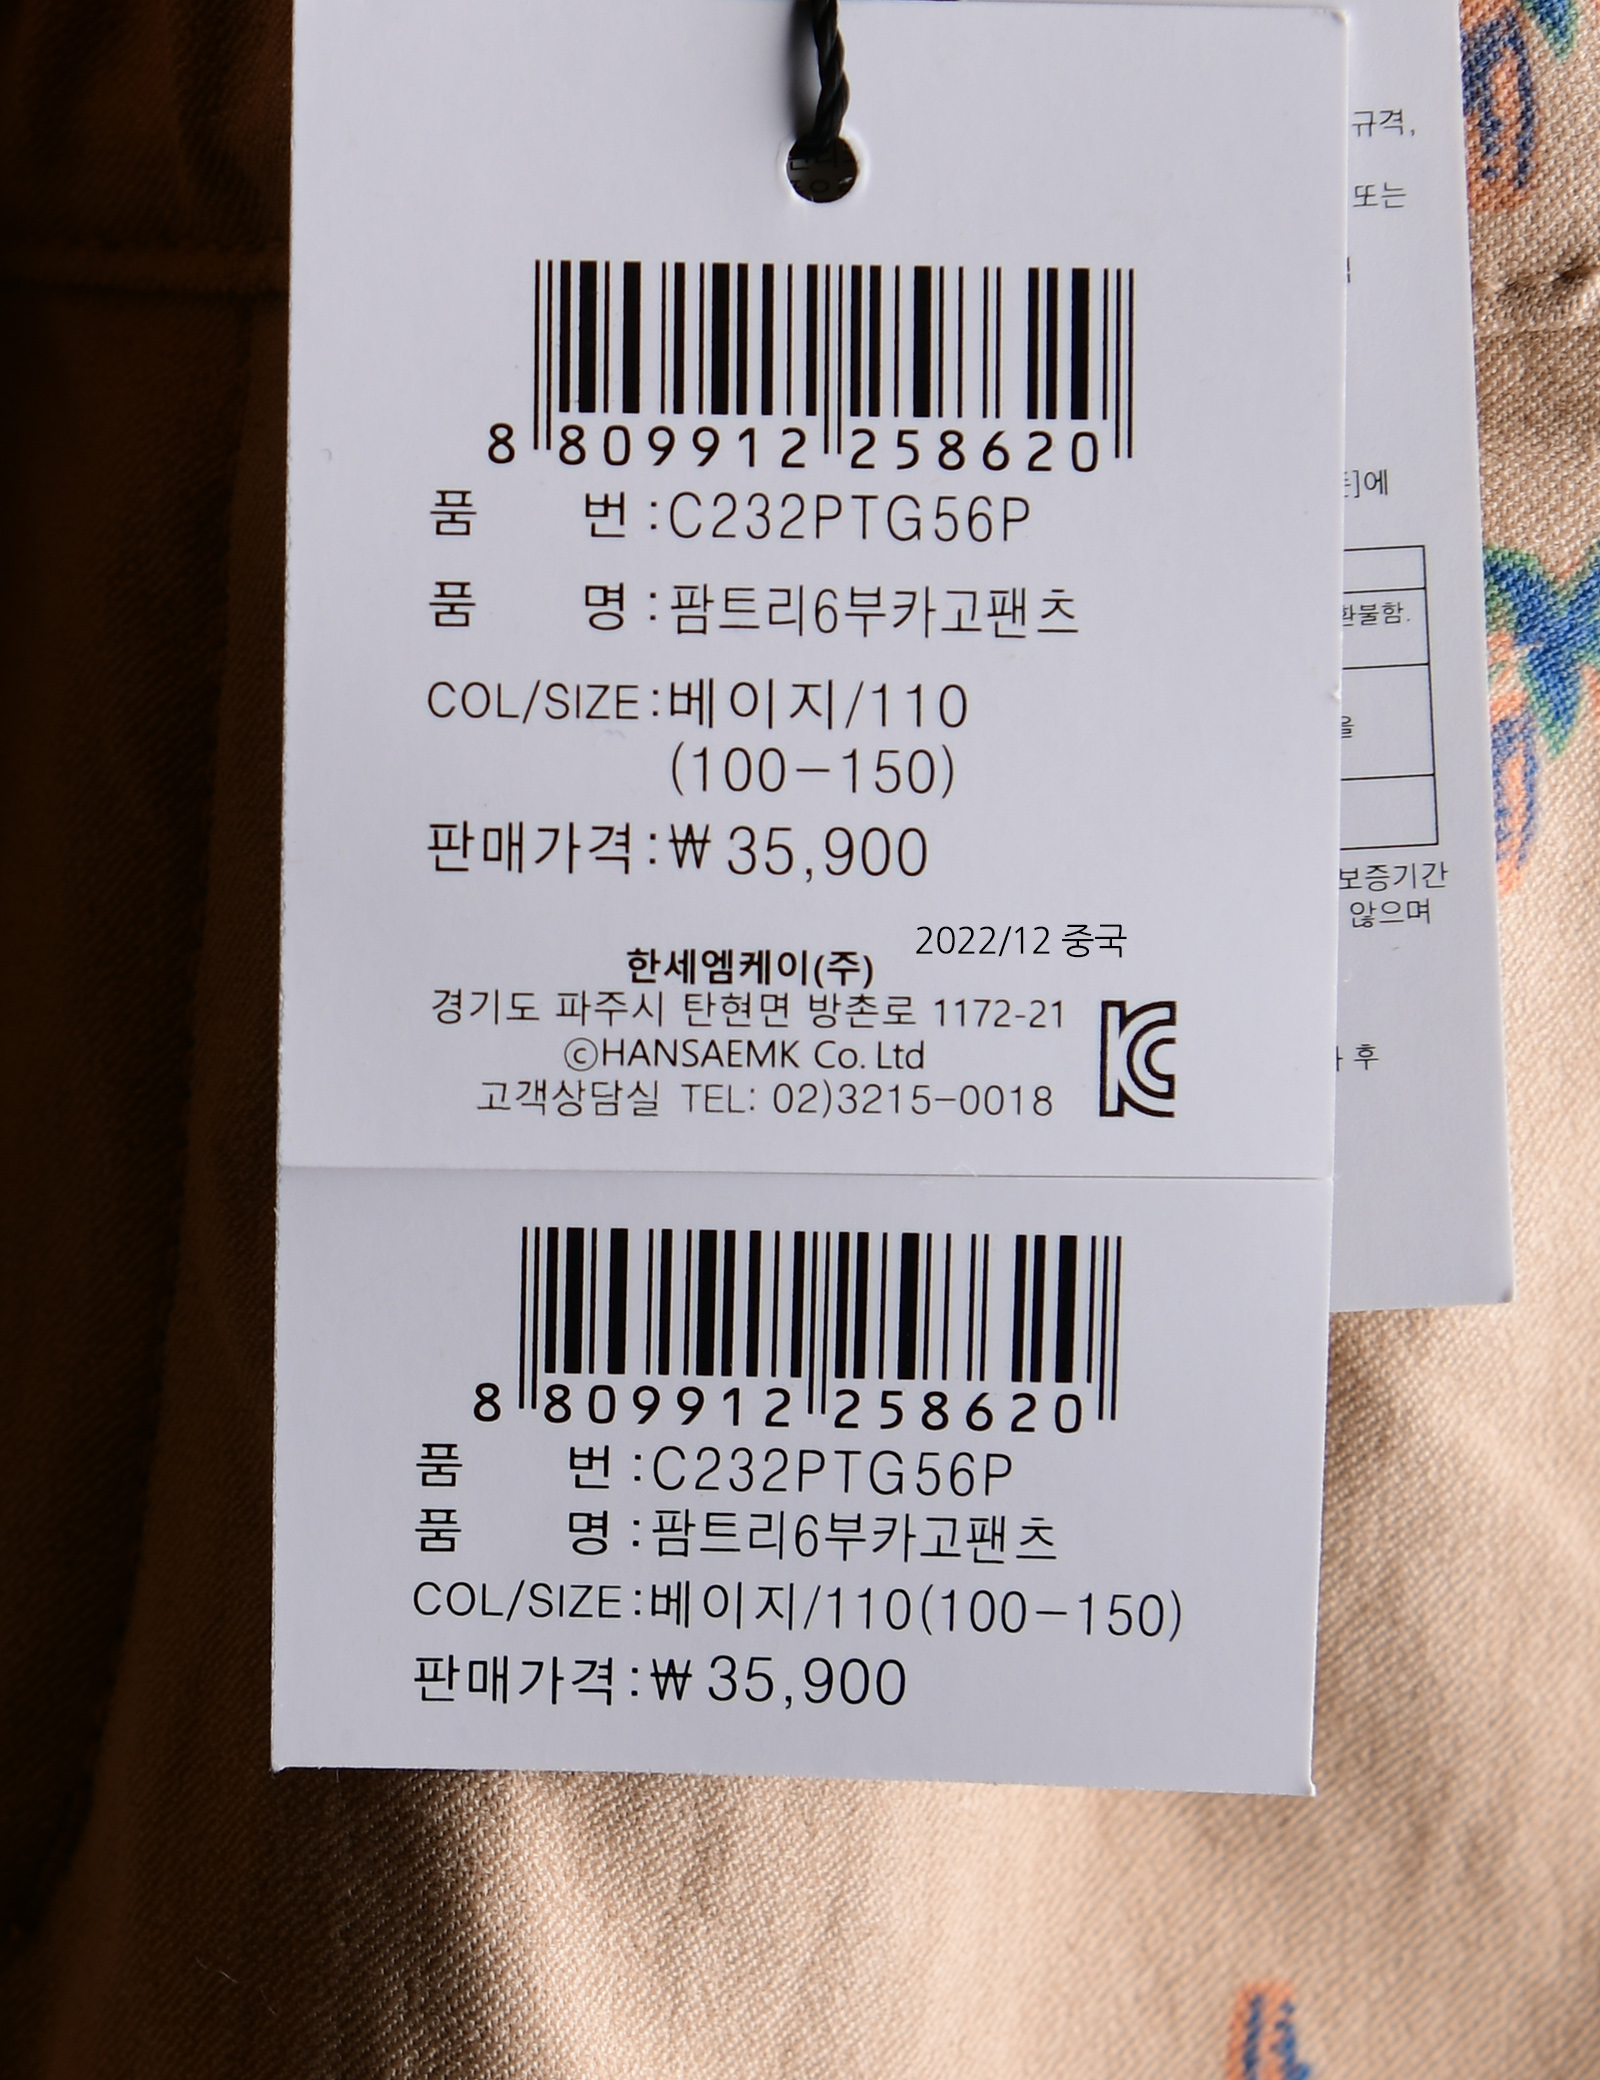 8 809912 258620
품 번 : C232PTG56P
품 명 : 팜트리6부카고팬츠
COL/SIZE : 베이지/110
(100-150)
판매가격 : ₩ 35,900
2022/12 중국
한세엠케이(주)
경기도 파주시 탄현면 방촌로 1172-21
ⓒHANSAEMK Co. Ltd
고객상담실 TEL: 02)3215-0018
8 809912 258620
품 번 : C232PTG56P
품 명 : 팜트리6부카고팬츠
COL/SIZE : 베이지/110(100-150)
판매가격 : ₩ 35,900
규격,
또는
]에
불함.
을
보증기간
않으며
후